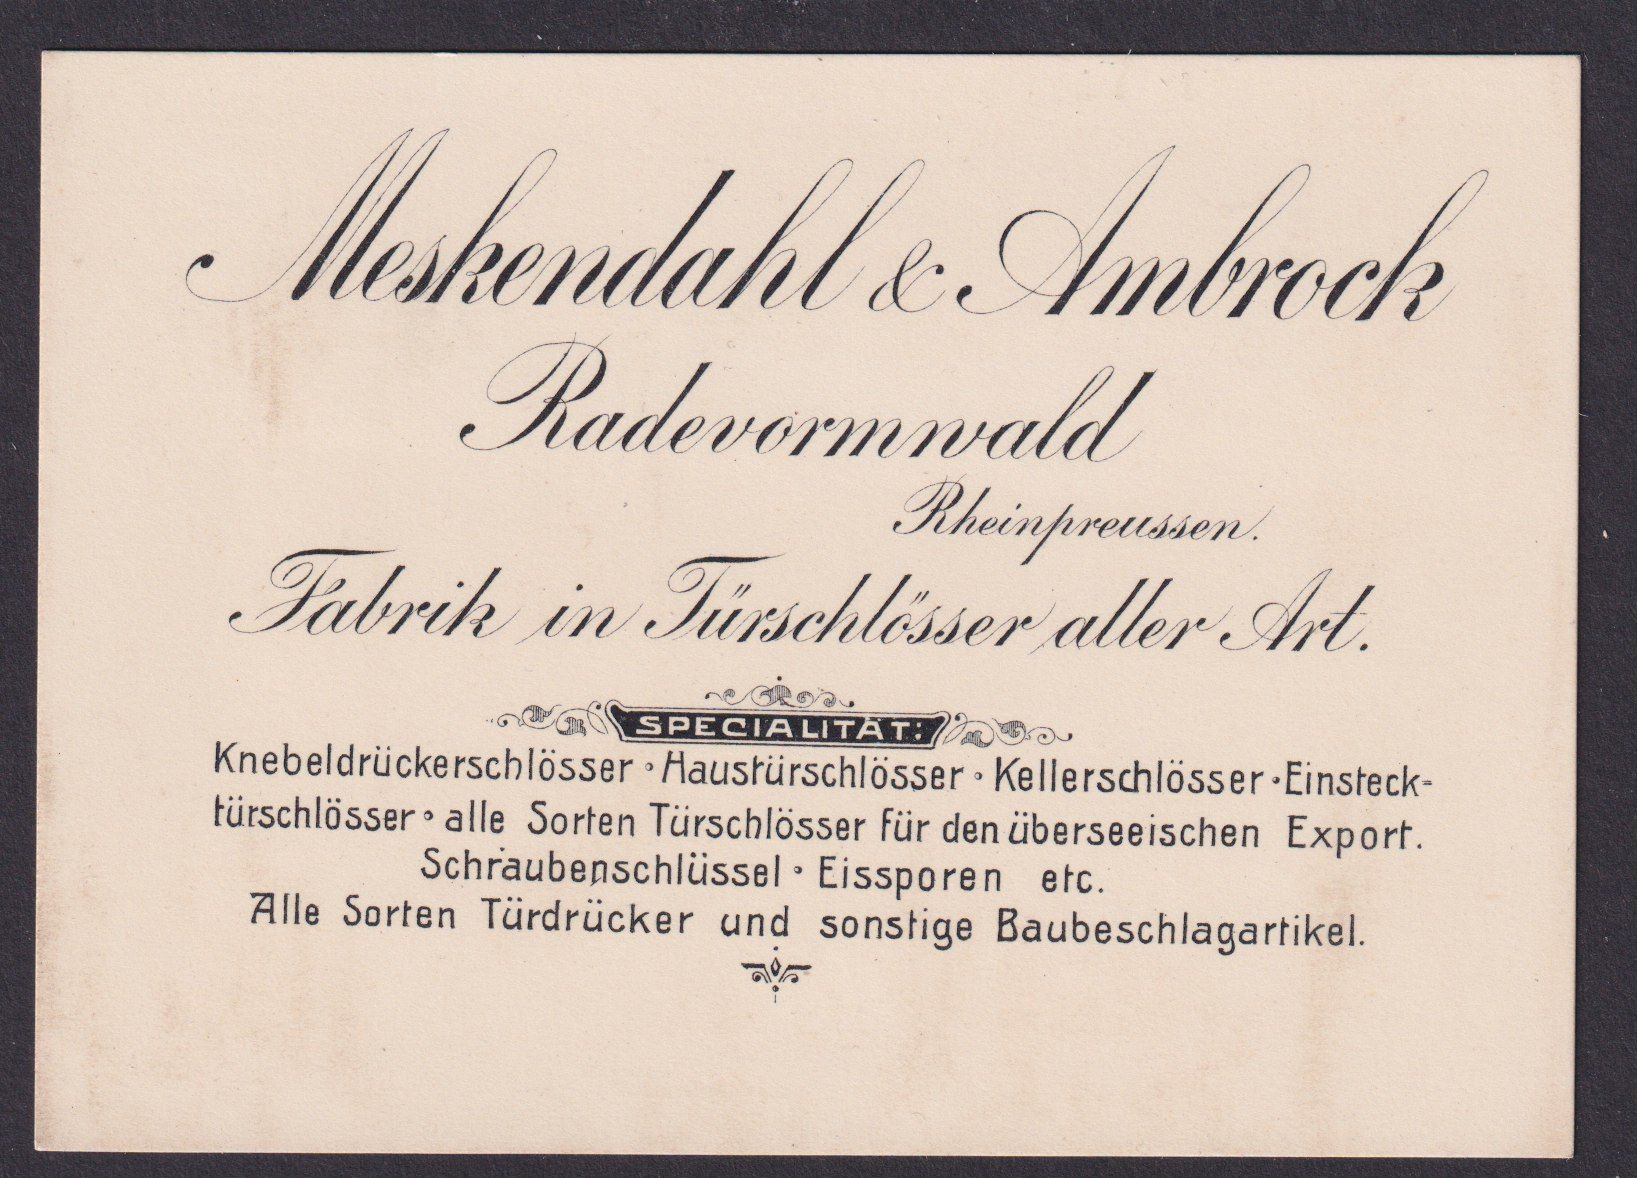 Meskendahl & Ambrock
Radevormwald
Rheinpreussen.
Fabrik in Türschlösser aller Art.
SPECIALITÄT:
Knebeldrückerschlösser • Haustürschlösser • Kellerschlösser • Einsteck-
türschlösser • alle Sorten Türschlösser für den überseeischen Export.
Schraubenschlüssel • Eissporen etc.
Alle Sorten Türdrücker und sonstige Baubeschlagartikel.